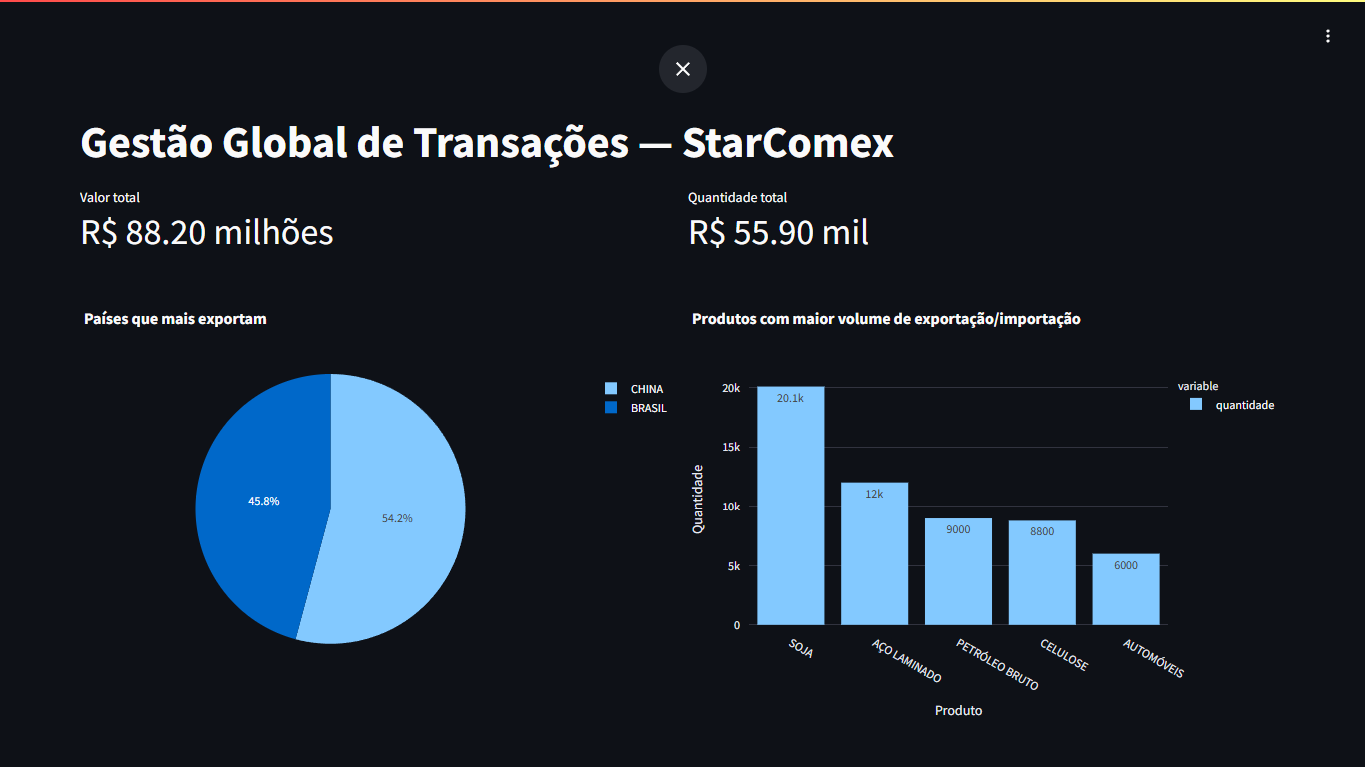 Gestão Global de Transações — StarComex
Valor total
R$ 88.20 milhões
Quantidade total
R$ 55.90 mil
Países que mais exportam
CHINA
BRASIL
45.8%
54.2%
Produtos com maior volume de exportação/importação
variable
quantidade
Quantidade
20k
15k
10k
5k
0
20.1k
12k
9000
8800
6000
SOJA
AÇO LAMINADO
PETRÓLEO BRUTO
CELULOSE
AUTOMÓVEIS
Produto